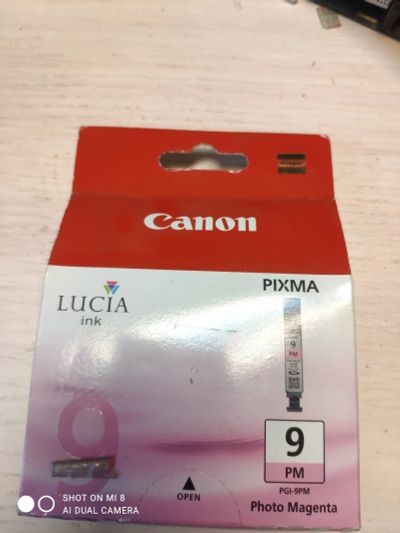 Canon
PIXMA
LUCIA
ink
9
PM
9
9
PM
PGI-9PM
Photo Magenta
OPEN
SHOT ON MI 8
AI DUAL CAMERA